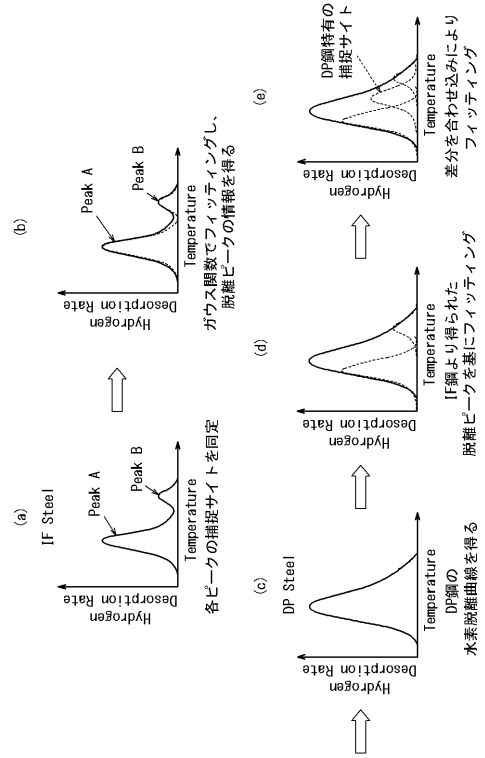 (a)
IF Steel
Hydrogen
Desorption Rate
Peak A
Peak B
Temperature
各ピークの捕捉サイトを同定
(b)
Hydrogen
Desorption Rate
Peak A
Peak B
Temperature
ガウス関数でフィッティングし、
脱離ピークの情報を得る
(c)
DP Steel
Hydrogen
Desorption Rate
Temperature
DP鋼の
水素脱離曲線を得る
(d)
Hydrogen
Desorption Rate
Temperature
IF鋼より得られた
脱離ピークを基にフィッティング
(e)
Hydrogen
Desorption Rate
DP鋼特有の
捕捉サイト
Temperature
差分を合わせ込みにより
フィッティング